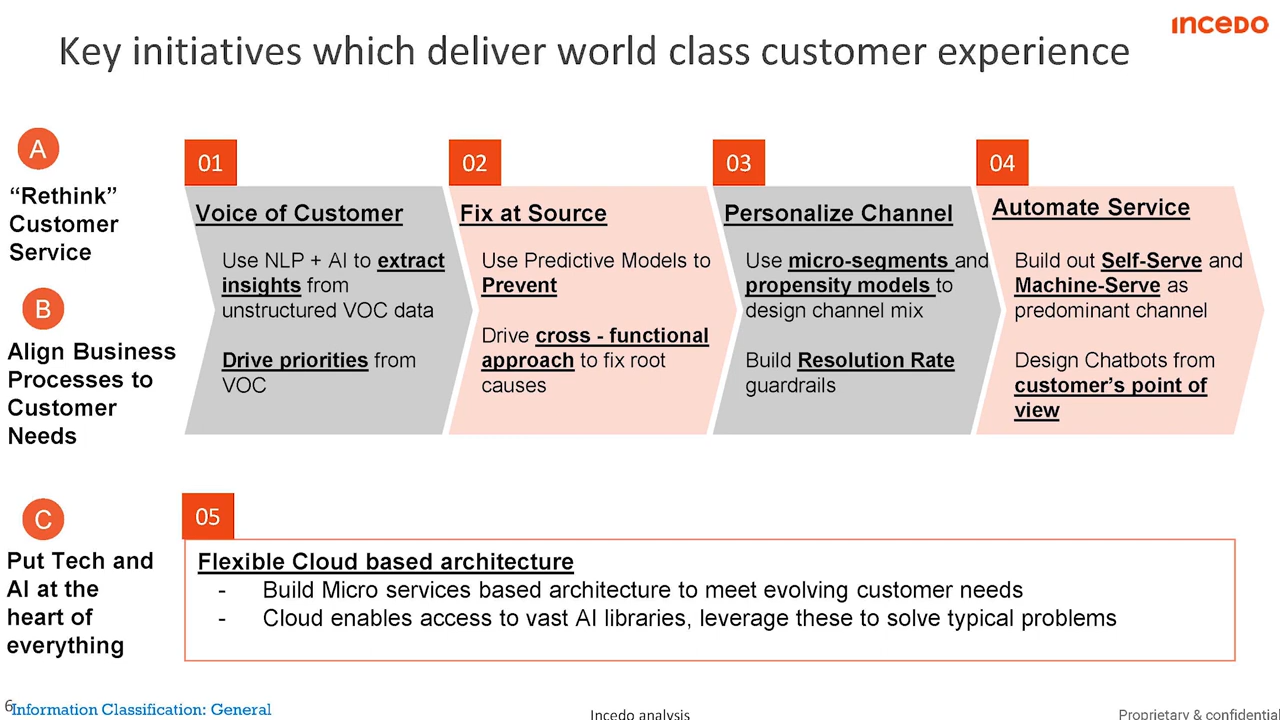 ıncedo
Key initiatives which deliver world class customer experience
A
“Rethink”
Customer
Service
B
Align Business
Processes to
Customer
Needs
01
Voice of Customer
Use NLP + AI to extract
insights from
unstructured VOC data
Drive priorities from
VOC
02
Fix at Source
Use Predictive Models to
Prevent
Drive cross - functional
approach to fix root
causes
03
Personalize Channel
Use micro-segments and
propensity models to
design channel mix
Build Resolution Rate
guardrails
04
Automate Service
Build out Self-Serve and
Machine-Serve as
predominant channel
Design Chatbots from
customer’s point of
view
C
Put Tech and
AI at the
heart of
everything
05
Flexible Cloud based architecture
- Build Micro services based architecture to meet evolving customer needs
- Cloud enables access to vast AI libraries, leverage these to solve typical problems
6
Information Classification: General
Incedo analysis
Proprietary & confidential